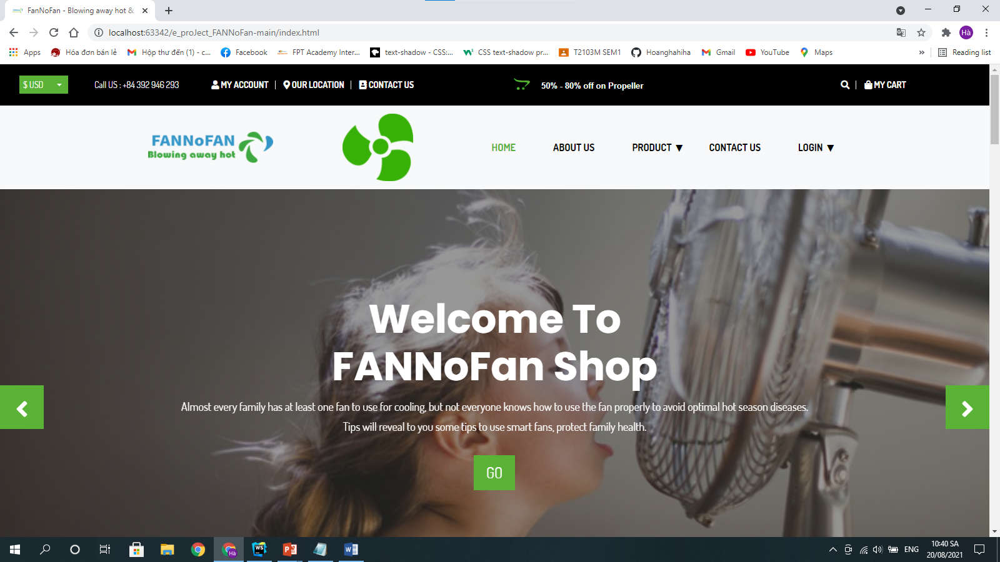 FanNoFan - Blowing away hot &
localhost:63342/e_proJect_FANNoFan-main/index.html
Hà
Apps
Hóa đơn bán lẻ
Hộp thư đến (1) - c...
Facebook
FPT Academy Inter...
text-shadow - CSS:...
CSS text-shadow pr...
T2103M SEM1
Hoanghahiha
Gmail
YouTube
Maps
»
Reading list
$ USD
Call US : +84 392 946 293
MY ACCOUNT
OUR LOCATION
CONTACT US
50% - 80% off on Propeller
MY CART
FANNoFAN
Blowing away hot
HOME
ABOUT US
PRODUCT ▼
CONTACT US
LOGIN ▼
Welcome To
FANNoFan Shop
Almost every family has at least one fan to use for cooling, but not everyone knows how to use the fan properly to avoid optimal hot season diseases.
Tips will reveal to you some tips to use smart fans, protect family health.
GO
Hà
WS
ENG
10:40 SA
20/08/2021